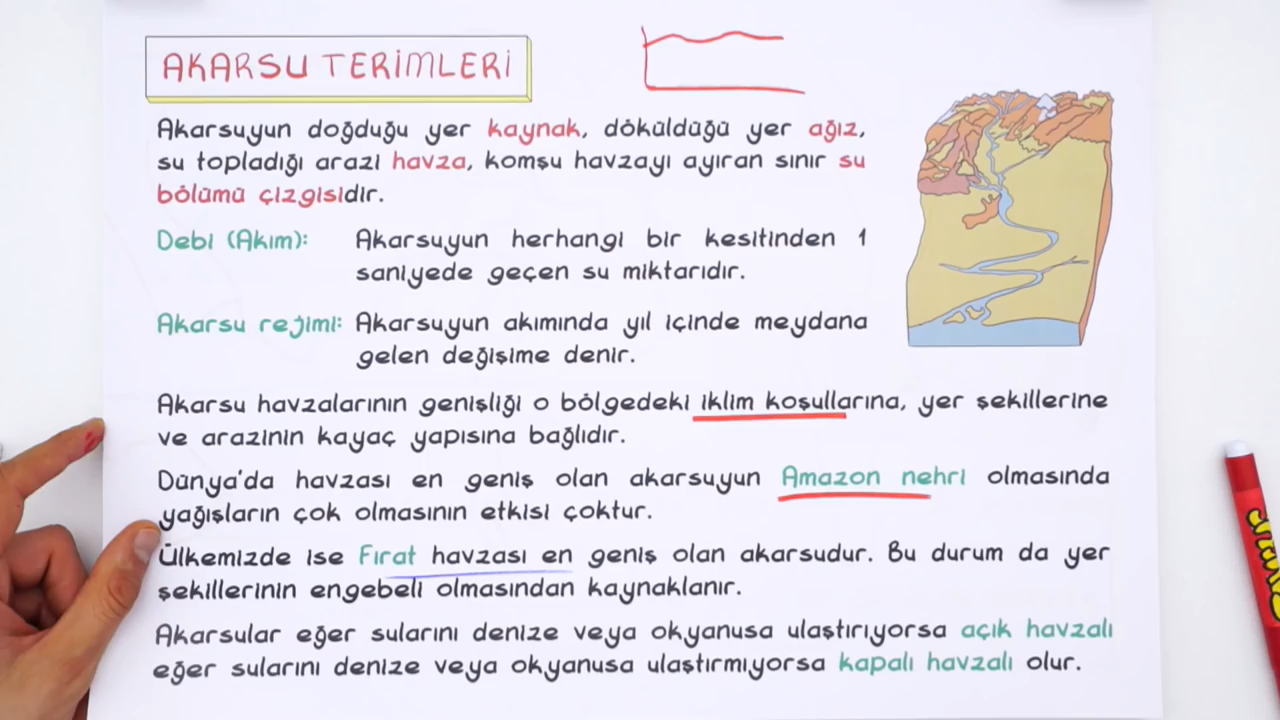 AKARSU TERİMLERİ
Akarsuyun doğduğu yer kaynak, döküldüğü yer ağız,
su topladığı arazi havza, komşu havzayı ayıran sınır su
bölümü çizgisidir.
Debi (Akım): Akarsuyun herhangi bir kesitinden 1
saniyede geçen su miktarıdır.
Akarsu rejimi: Akarsuyun akımında yıl içinde meydana
gelen değişime denir.
Akarsu havzalarının genişliği o bölgedeki iklim koşullarına, yer şekillerine
ve arazinin kayaç yapısına bağlıdır.
Dünya'da havzası en geniş olan akarsuyun Amazon nehri olmasında
yağışların çok olmasının etkisi çoktur.
Ülkemizde ise Fırat havzası en geniş olan akarsudur. Bu durum da yer
şekillerinin engebeli olmasından kaynaklanır.
Akarsular eğer sularını denize veya okyanusa ulaştırıyorsa açık havzalı
eğer sularını denize veya okyanusa ulaştırmıyorsa kapalı havzalı olur.